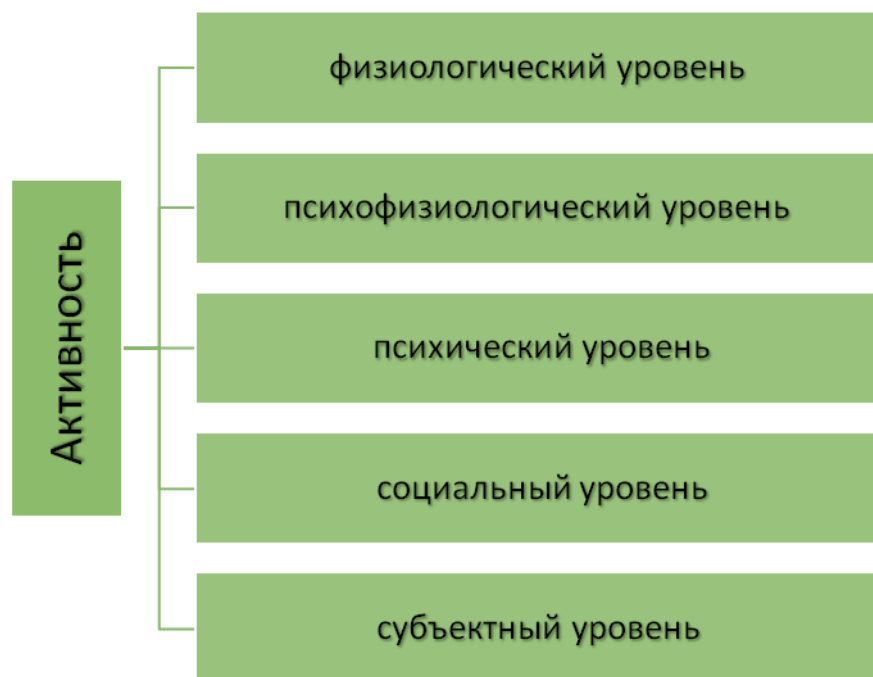 Активность
физиологический уровень
психофизиологический уровень
психический уровень
социальный уровень
субъектный уровень